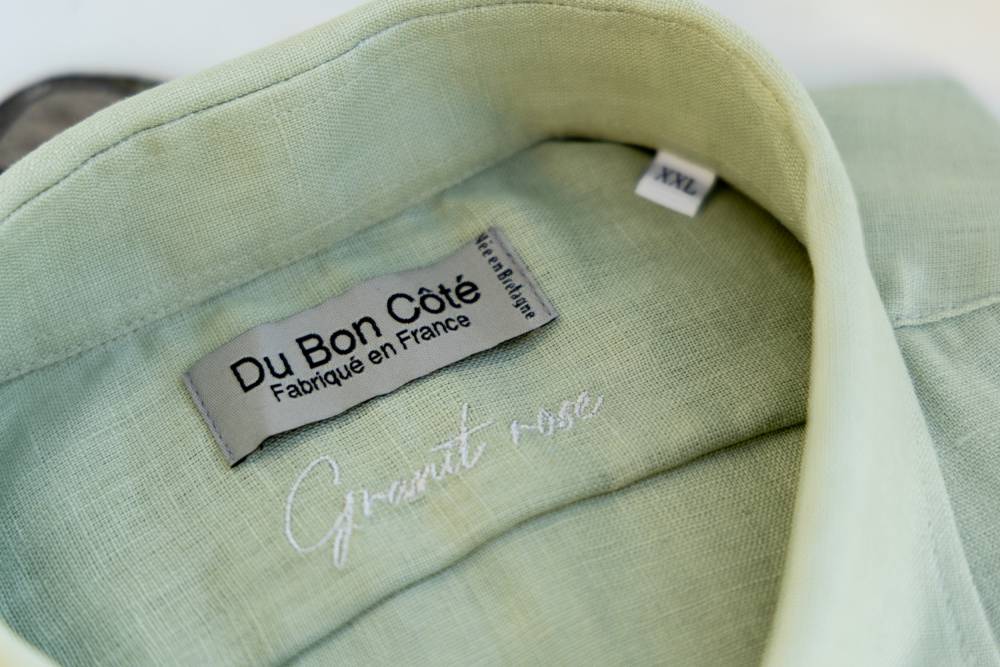 XXL
Du Bon Côté
Fabriqué en France
Née en Bretagne
Granit rose